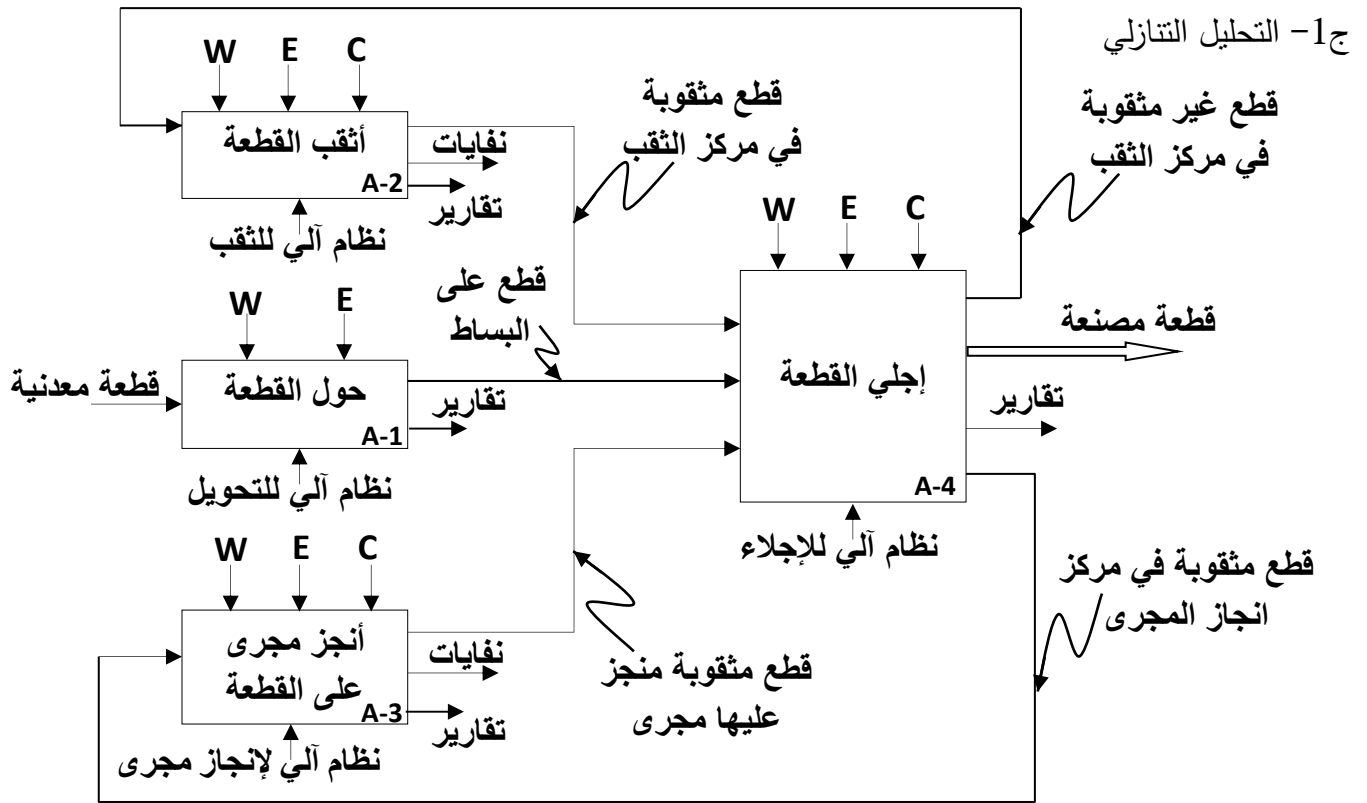 ج1- التحليل التنازلي
W E C
أثقب القطعة
A-2
نفايات
تقارير
نظام آلي للثقب
قطع مثقوبة
في مركز الثقب
قطع غير مثقوبة
في مركز الثقب
W E
قطعة معدنية
حول القطعة
A-1
تقارير
نظام آلي للتحويل
قطع على
البساط
W E C
إجلي القطعة
A-4
قطعة مصنعة
تقارير
نظام آلي للإجلاء
W E C
أنجز مجرى
على القطعة
A-3
نفايات
تقارير
نظام آلي لإنجاز مجرى
قطع مثقوبة منجز
عليها مجرى
قطع مثقوبة في مركز
انجاز المجرى